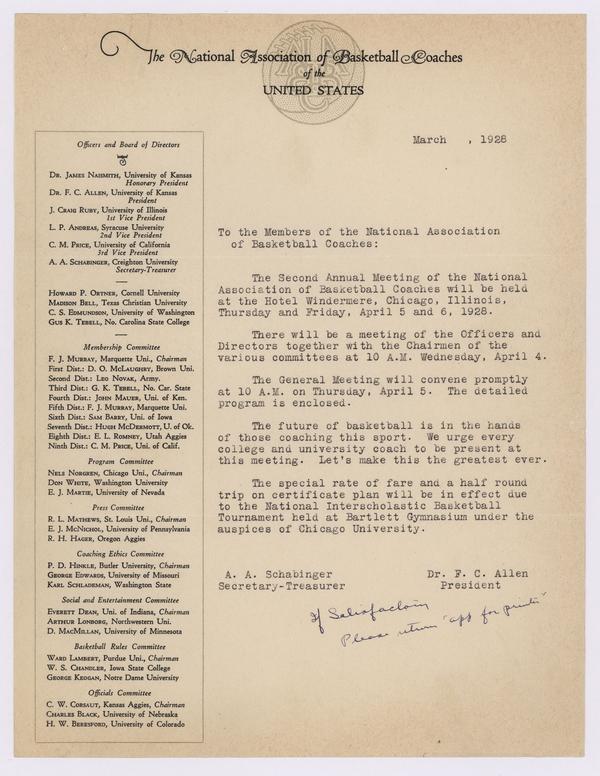 The National Association of Basketball Coaches
of the
UNITED STATES
Officers and Board of Directors
DR. JAMES NAISMITH, University of Kansas
Honorary President
DR. F. C. ALLEN, University of Kansas
President
J. CRAIG RUBY, University of Illinois
1st Vice President
L. P. ANDREAS, Syracuse University
2nd Vice President
C. M. PRICE, University of California
3rd Vice President
A. A. SCHABINGER, Creighton University
Secretary-Treasurer
HOWARD P. ORTNER, Cornell University
MADISON BELL, Texas Christian University
C. S. EDMUNDSON, U. of Washington
GUS K. TEBELL, No. Carolina State College
Membership Committee
F. J. MURRAY, Marquette Uni., Chairman
First Dist.: D. O. MCLAUGHRY, Brown Uni.
Second Dist.: LEO NOVAK, Army.
Third Dist.: G. K. TEBELL, No. Car. State
Fourth Dist.: JOHN MAUER, Uni. of Ken.
Fifth Dist.: F. J. MURRAY, Marquette Uni.
Sixth Dist.: SAM BARRY, Uni. of Iowa
Seventh Dist.: HUGH MCDERMOTT, U. of Ok.
Eighth Dist.: E. L. ROMNEY, Utah Aggies
Ninth Dist.: C. M. PRICE, Uni. of Calif.
Program Committee
NELS NORGREN, Chicago Uni., Chairman
DON WHITE, Washington University
E. J. MARTIE, University of Nevada
Press Committee
R. L. MATHEWS, St. Louis Uni., Chairman
E. J. MCNICHOL, University of Pennsylvania
R. H. HAGER, Oregon Aggies
Coaching Ethics Committee
P. D. HINKLE, Butler University, Chairman
GEORGE EDWARDS, University of Missouri
KARL SCHLADEMAN, Washington State
Social and Entertainment Committee
EVERETT DEAN, Uni. of Indiana, Chairman
ARTHUR LONBORG, Northwestern Uni.
D. MACMILLAN, University of Minnesota
Basketball Rules Committee
WARD LAMBERT, Purdue Uni., Chairman
W. S. CHANDLER, Iowa State College
GEORGE KEOGAN, Notre Dame University
Officials Committee
C. W. CORSAUT, Kansas Aggies, Chairman
CHARLES BLACK, University of Nebraska
H. W. BERESFORD, University of Colorado
March , 1928
To the Members of the National Association
of Basketball Coaches:
The Second Annual Meeting of the National
Association of Basketball Coaches will be held
at the Hotel Windermere, Chicago, Illinois,
Thursday and Friday, April 5 and 6, 1928.
There will be a meeting of the Officers and
Directors together with the Chairmen of the
various committees at 10 A.M. Wednesday, April 4.
The General Meeting will convene promptly
at 10 A.M. on Thursday, April 5. The detailed
program is enclosed.
The future of basketball is in the hands
of those coaching this sport. We urge every
college and university coach to be present at
this meeting. Let's make this the greatest ever.
The special rate of fare and a half round
trip on certificate plan will be in effect due
to the National Interscholastic Basketball
Tournament held at Bartlett Gymnasium under the
auspices of Chicago University.
A. A. Schabinger Dr. F. C. Allen
Secretary-Treasurer President
If Satisfactory
Please return "app for printer"